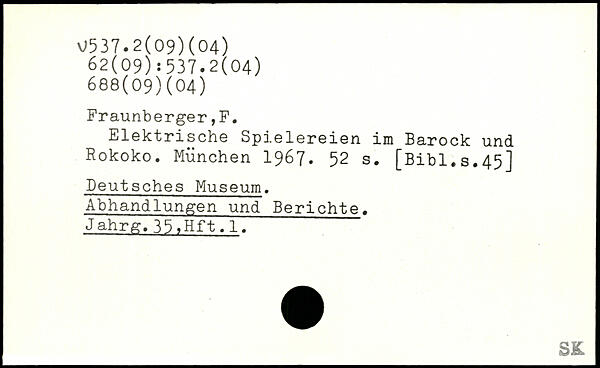 v537.2(09)(04)
62(09):537.2(04)
688(09)(04)
Fraunberger,F.
Elektrische Spielereien im Barock und
Rokoko. München 1967. 52 s. [Bibl.s.45]
Deutsches Museum.
Abhandlungen und Berichte.
Jahrg.35,Hft.1.
SK